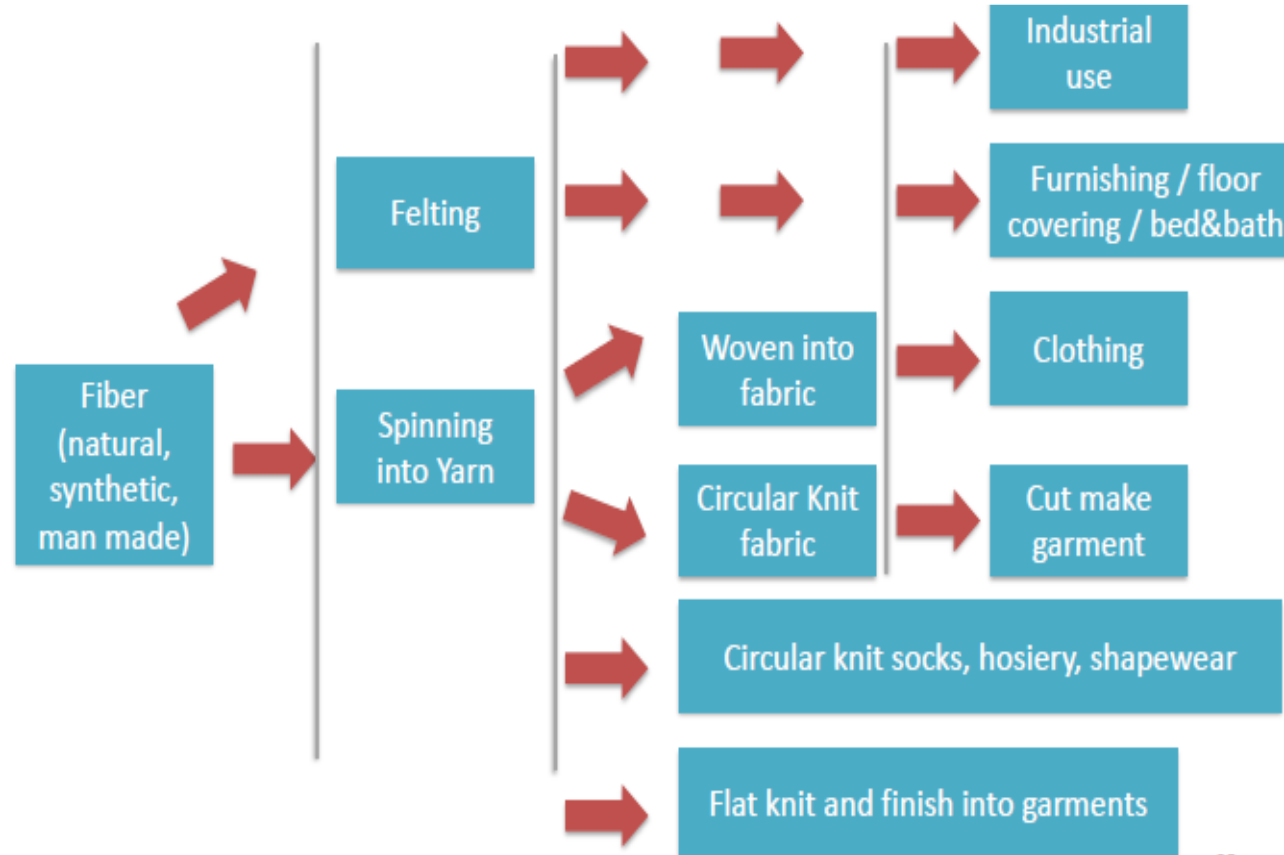 Industrial
use
Felting
Furnishing / floor
covering / bed&bath
Fiber
(natural,
synthetic,
man made)
Spinning
into Yarn
Woven into
fabric
Clothing
Circular Knit
fabric
Cut make
garment
Circular knit socks, hosiery, shapewear
Flat knit and finish into garments